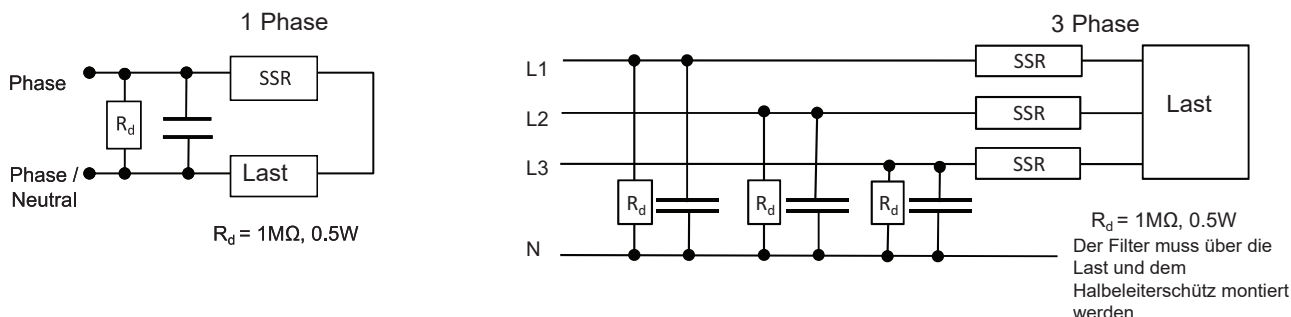 1 Phase
Phase
SSR
Rd
Phase /
Neutral
Last
Rd = 1MΩ, 0.5W
3 Phase
L1
SSR
Last
L2
SSR
L3
SSR
Rd
Rd
Rd
N
Rd = 1MΩ, 0.5W
Der Filter muss über die
Last und dem
Halbeleiterschütz montiert
werden